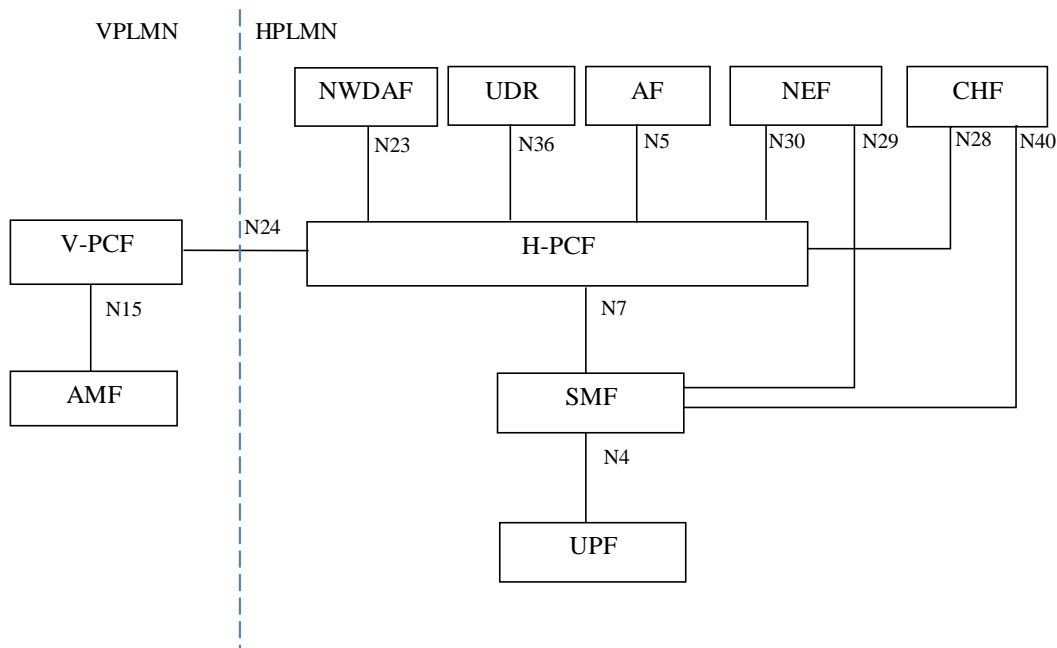 VPLMN
HPLMN
NWDAF
UDR
AF
NEF
CHF
N23
N36
N5
N30
N29
N28
N40
N24
V-PCF
H-PCF
N15
N7
AMF
SMF
N4
UPF